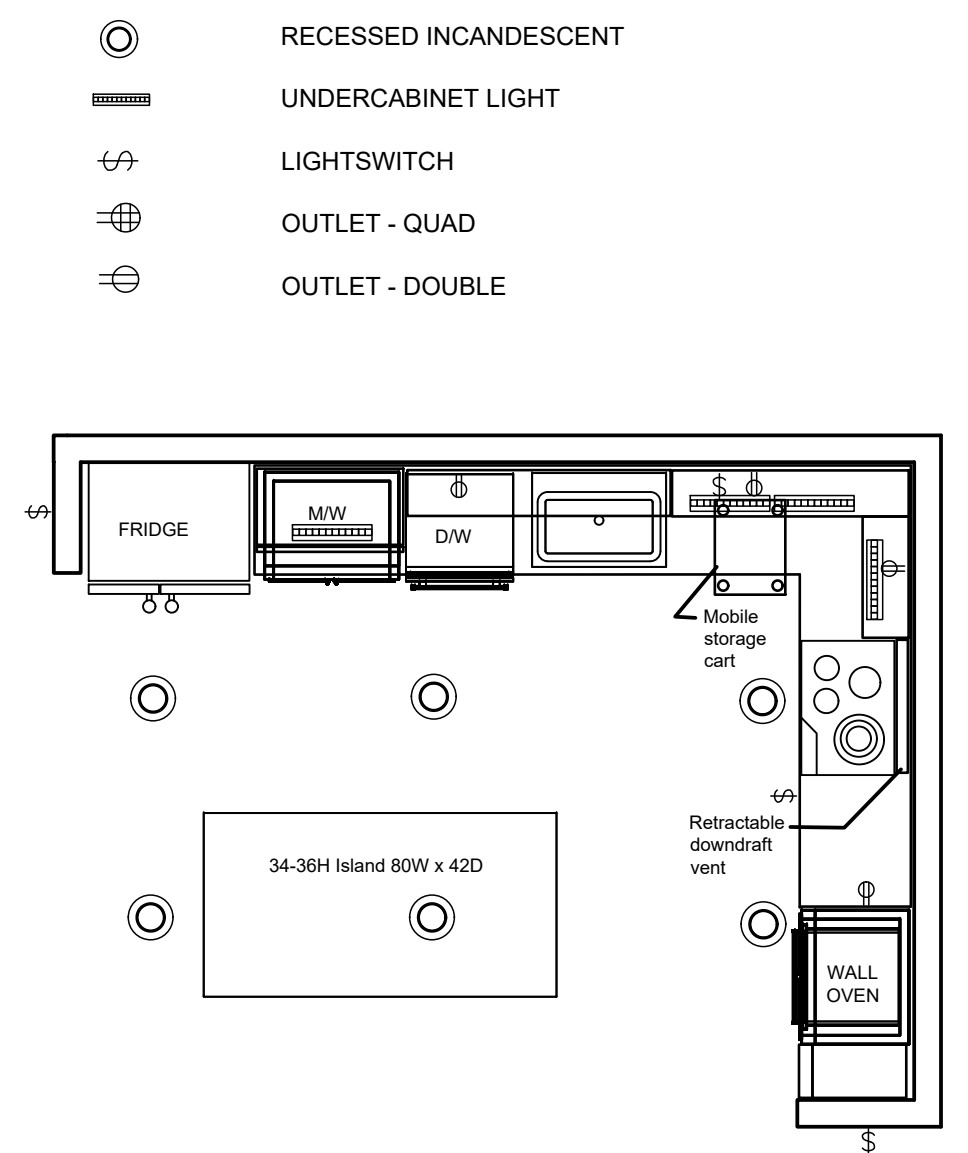 RECESSED INCANDESCENT
UNDERCABINET LIGHT
LIGHTSWITCH
OUTLET - QUAD
OUTLET - DOUBLE
FRIDGE
M/W
D/W
Mobile
storage
cart
Retractable
downdraft
vent
34-36H Island 80W x 42D
WALL
OVEN